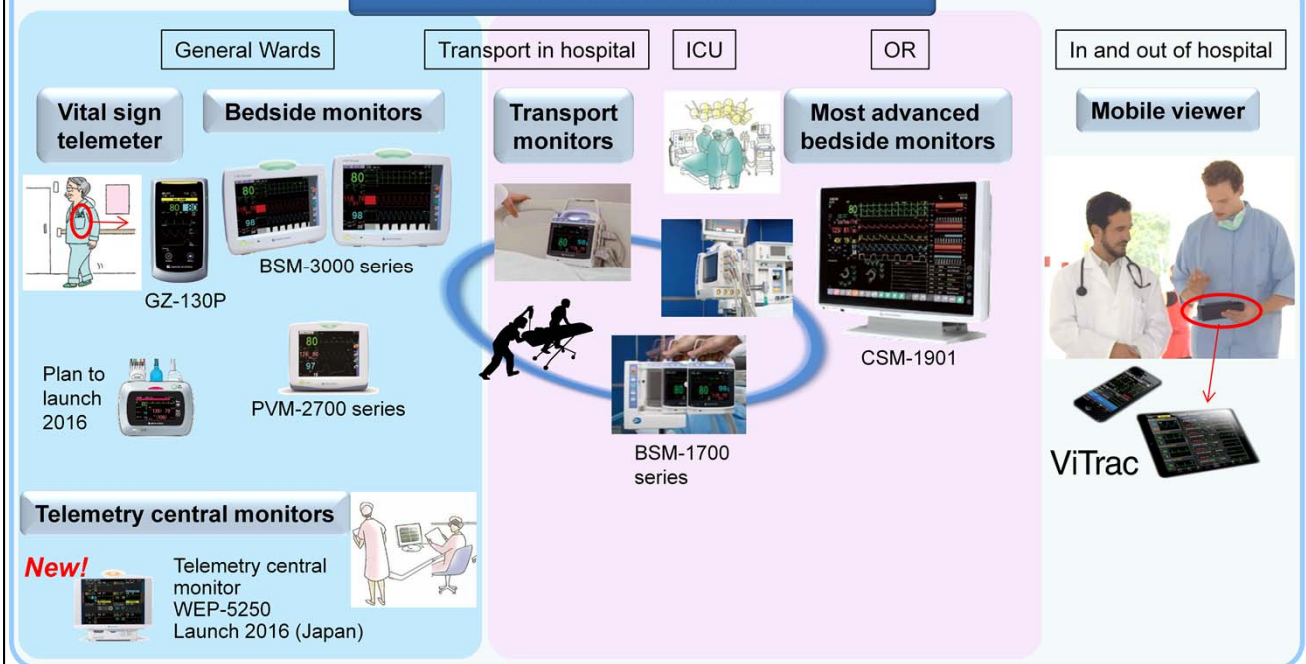 General Wards
Transport in hospital
ICU
OR
In and out of hospital
Vital sign
telemeter
Bedside monitors
Transport
monitors
Most advanced
bedside monitors
Mobile viewer
BSM-3000 series
GZ-130P
CSM-1901
Plan to
launch
2016
PVM-2700 series
BSM-1700
series
ViTrac
Telemetry central monitors
New!
Telemetry central
monitor
WEP-5250
Launch 2016 (Japan)